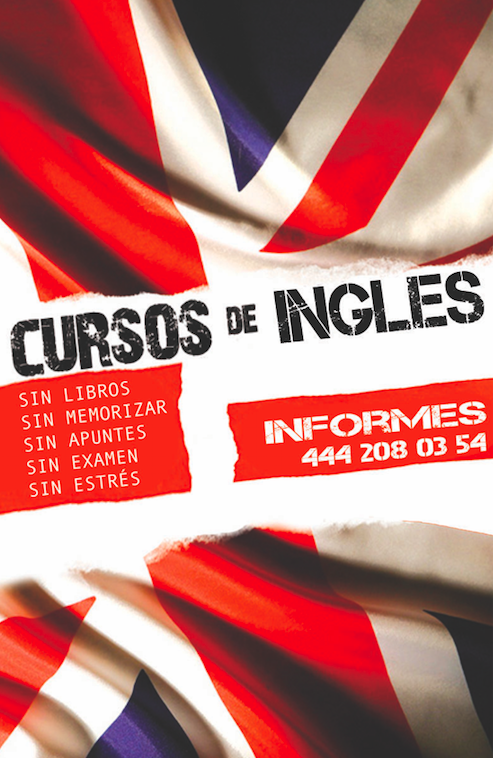 CURSOS DE INGLES
SIN LIBROS
SIN MEMORIZAR
SIN APUNTES
SIN EXAMEN
SIN ESTRÉS
INFORMES
444 208 03 54